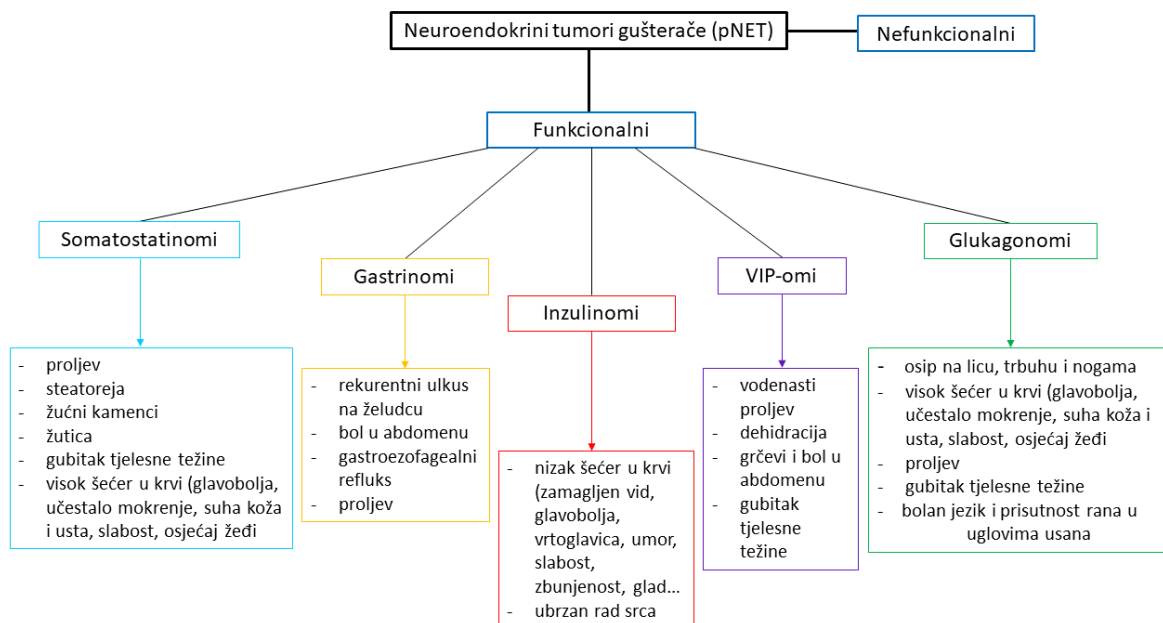 Neuroendokrini tumori gušterače (pNET)
Nefunkcionalni
Funkcionalni
Somatostatinomi
- proljev
- steatoreja
- žućni kamenci
- žutica
- gubitak tjelesne težine
- visok šećer u krvi (glavobolja,
učestalo mokrenje, suha koža
i usta, slabost, osjećaj žeđi
Gastrinomi
- rekurentni ulkus
na želudcu
- bol u abdomenu
- gastroezofagealni
refluks
- proljev
Inzulinomi
- nizak šećer u krvi
(zamagljen vid,
glavobolja,
vrtoglavica, umor,
slabost,
zbunjenost, glad...
- ubrzan rad srca
VIP-omi
- vodenasti
proljev
- dehidracija
- grčevi i bol u
abdomenu
- gubitak
tjelesne
težine
Glukagonomi
- osip na licu, trbuhu i nogama
- visok šećer u krvi (glavobolja,
učestalo mokrenje, suha koža i
usta, slabost, osjećaj žeđi
- proljev
- gubitak tjelesne težine
- bolan jezik i prisutnost rana u
uglovima usana